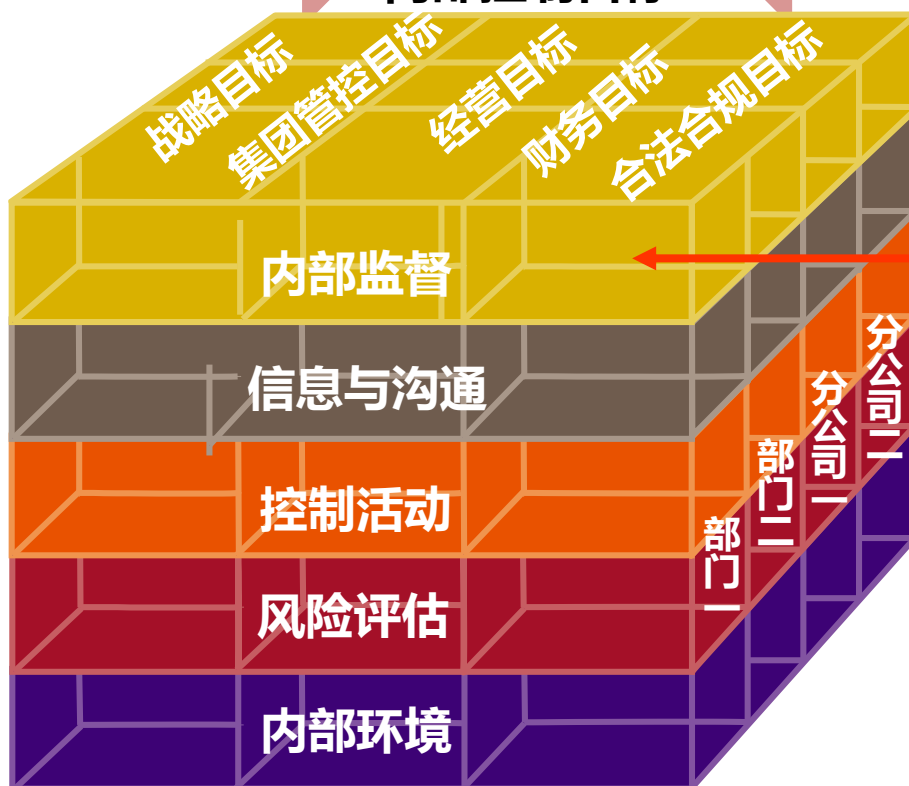 战略目标
集团管控目标
经营目标
财务目标
合法合规目标
内部监督
信息与沟通
控制活动
风险评估
内部环境
部门一
部门二
分公司一
分公司二